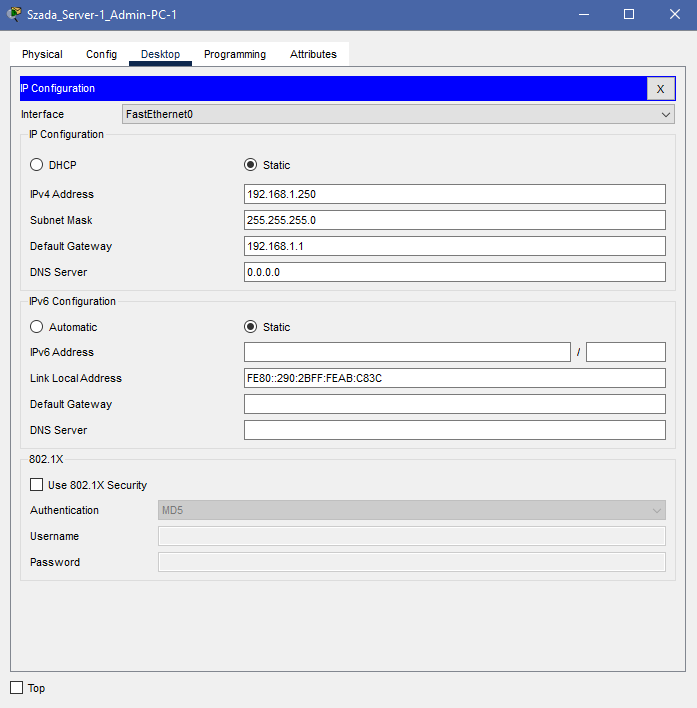 Szada_Server-1_Admin-PC-1
Physical Config Desktop Programming Attributes
IP Configuration X
Interface FastEthernet0
IP Configuration
DHCP Static
IPv4 Address 192.168.1.250
Subnet Mask 255.255.255.0
Default Gateway 192.168.1.1
DNS Server 0.0.0.0
IPv6 Configuration
Automatic Static
IPv6 Address /
Link Local Address FE80::290:2BFF:FEAB:C83C
Default Gateway
DNS Server
802.1X
Use 802.1X Security
Authentication MD5
Username
Password
Top